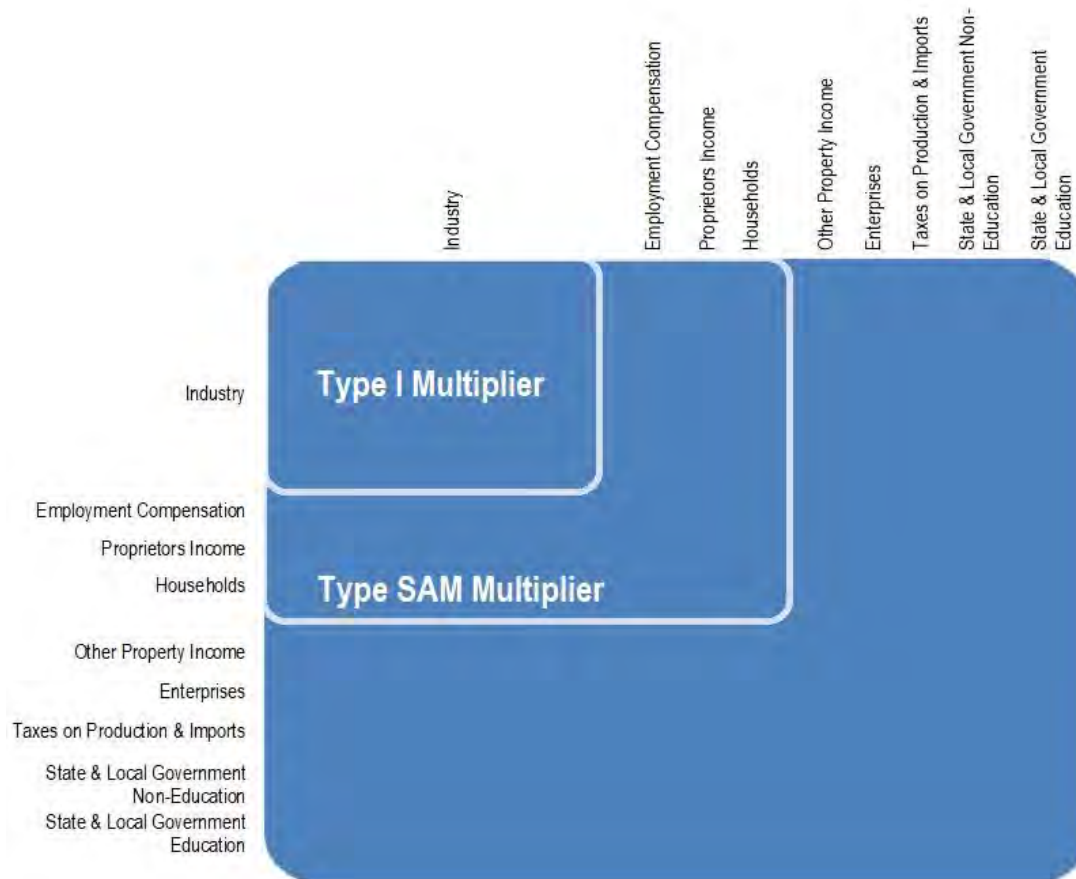 Industry
Employment Compensation
Proprietors Income
Households
Other Property Income
Enterprises
Taxes on Production & Imports
State & Local Government Non-
Education
State & Local Government
Education
Type I Multiplier
Industry
Employment Compensation
Proprietors Income
Households
Type SAM Multiplier
Other Property Income
Enterprises
Taxes on Production & Imports
State & Local Government
Non-Education
State & Local Government
Education